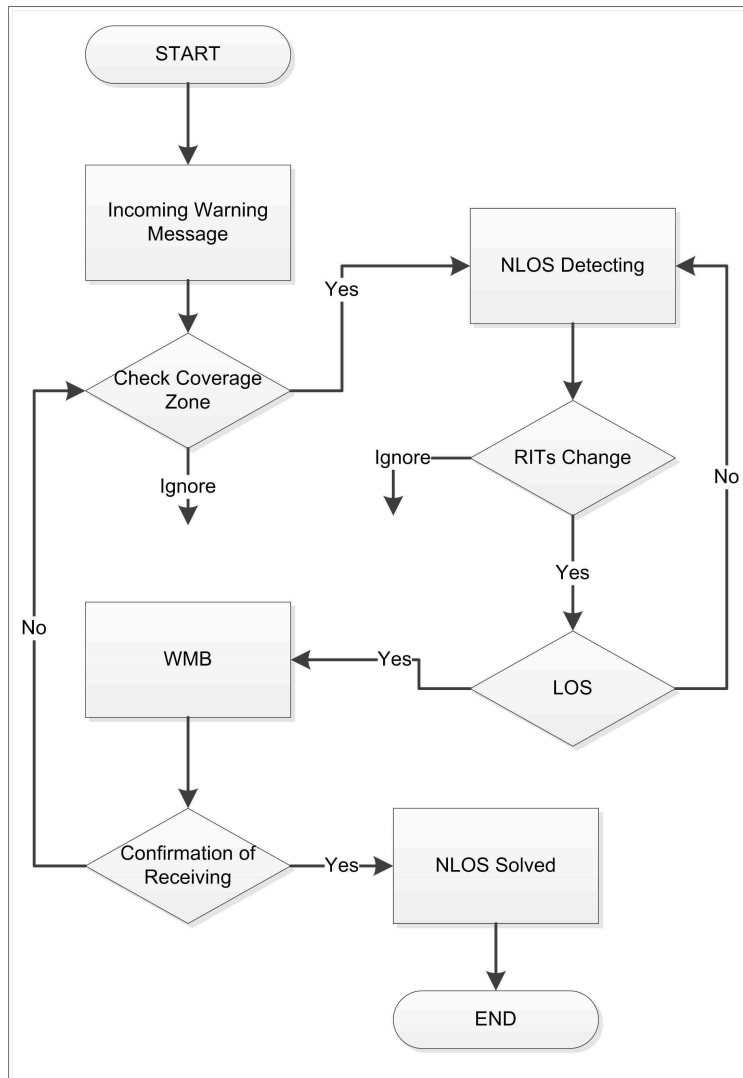 START
Incoming Warning
Message
NLOS Detecting
Yes
Check Coverage
Zone
Ignore
Ignore
RITs Change
No
Yes
No
WMB
Yes
LOS
Confirmation of
Receiving
Yes
NLOS Solved
END